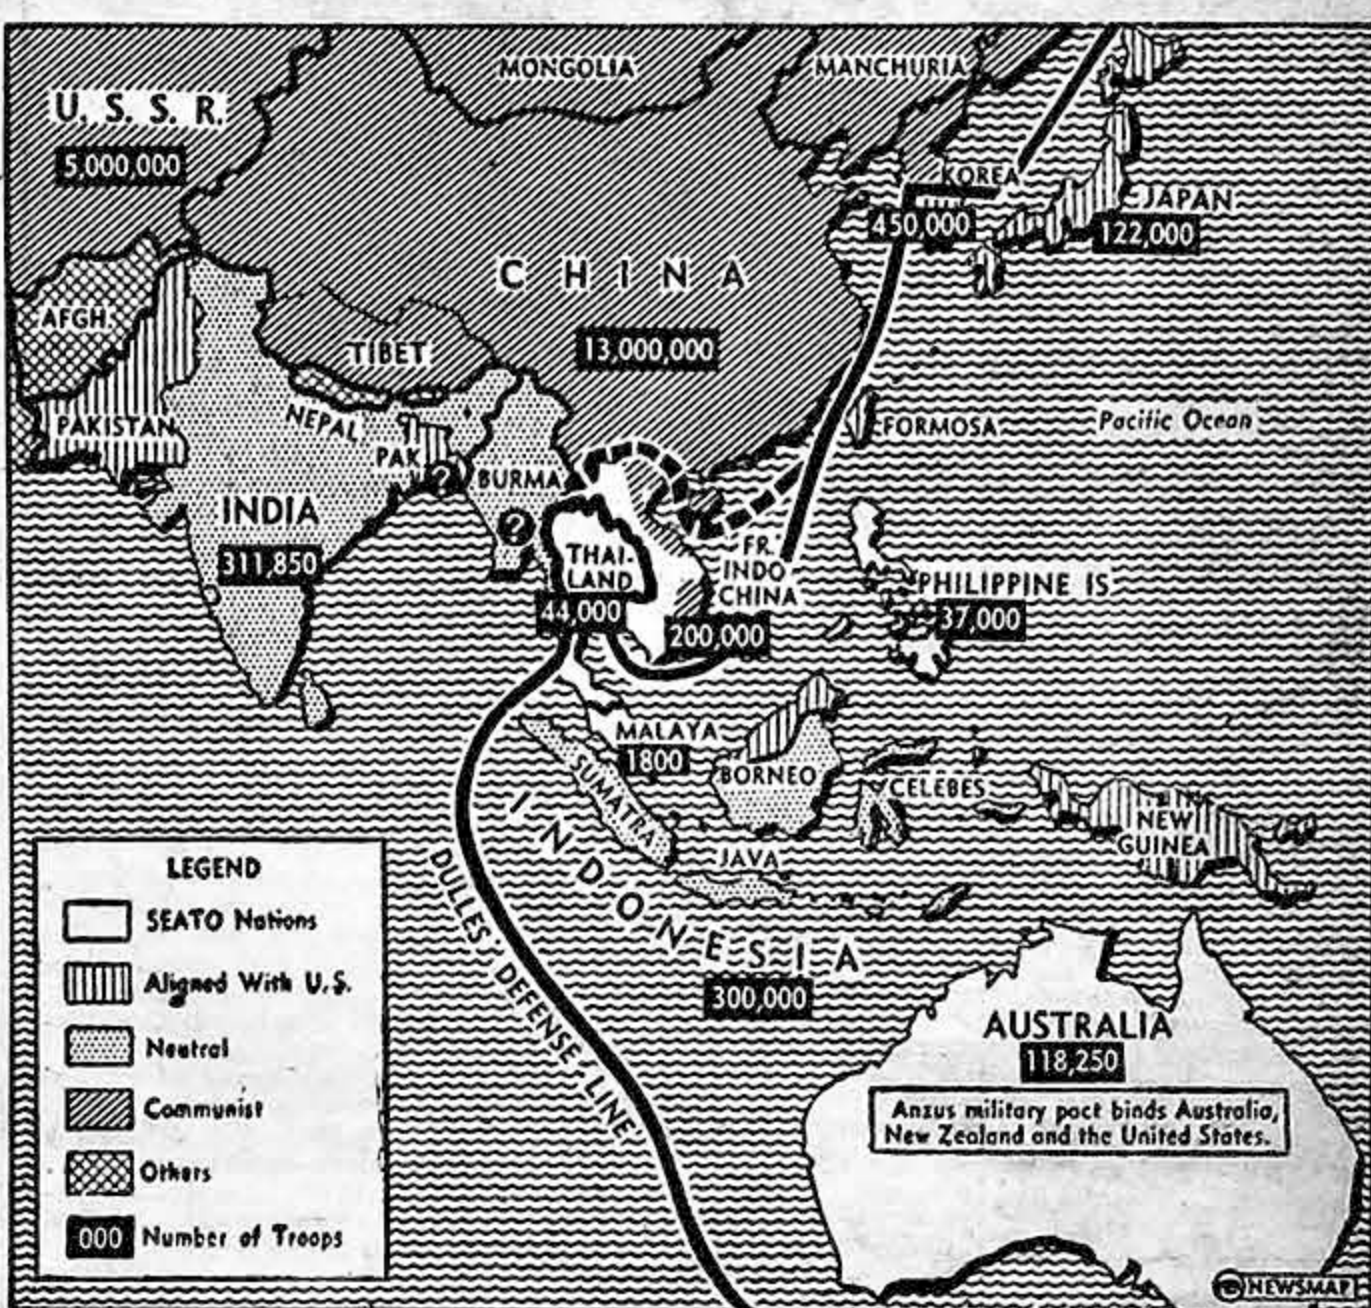 MONGOLIA
MANCHURIA
U. S. S. R.
5,000,000
KOREA
450,000
JAPAN
122,000
CHINA
13,000,000
AFGH.
TIBET
PAKISTAN
NEPAL
PAK.
?
BURMA
?
FORMOSA
Pacific Ocean
INDIA
311,850
THAI-
LAND
44,000
FR.
INDO
CHINA
200,000
PHILIPPINE IS
37,000
MALAYA
1800
SUMATRA
BORNEO
CELEBES
JAVA
NEW
GUINEA
INDONESIA
300,000
DULLES' DEFENSE LINE'
AUSTRALIA
118,250
Anzus military pact binds Australia,
New Zealand and the United States.
LEGEND
SEATO Nations
Aligned With U.S.
Neutral
Communist
Others
000 Number of Troops
NEWSMAP